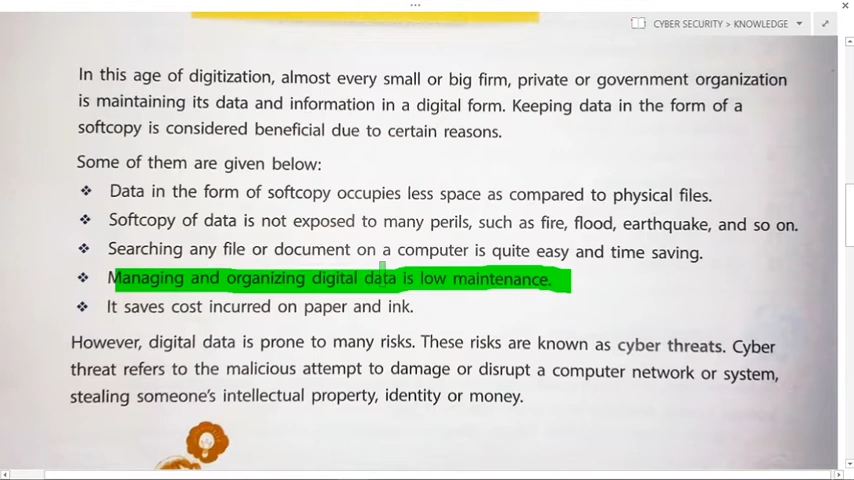 CYBER SECURITY > KNOWLEDGE
In this age of digitization, almost every small or big firm, private or government organization
is maintaining its data and information in a digital form. Keeping data in the form of a
softcopy is considered beneficial due to certain reasons.
Some of them are given below:
❖ Data in the form of softcopy occupies less space as compared to physical files.
❖ Softcopy of data is not exposed to many perils, such as fire, flood, earthquake, and so on.
❖ Searching any file or document on a computer is quite easy and time saving.
❖ Managing and organizing digital data is low maintenance.
❖ It saves cost incurred on paper and ink.
However, digital data is prone to many risks. These risks are known as cyber threats. Cyber
threat refers to the malicious attempt to damage or disrupt a computer network or system,
stealing someone's intellectual property, identity or money.